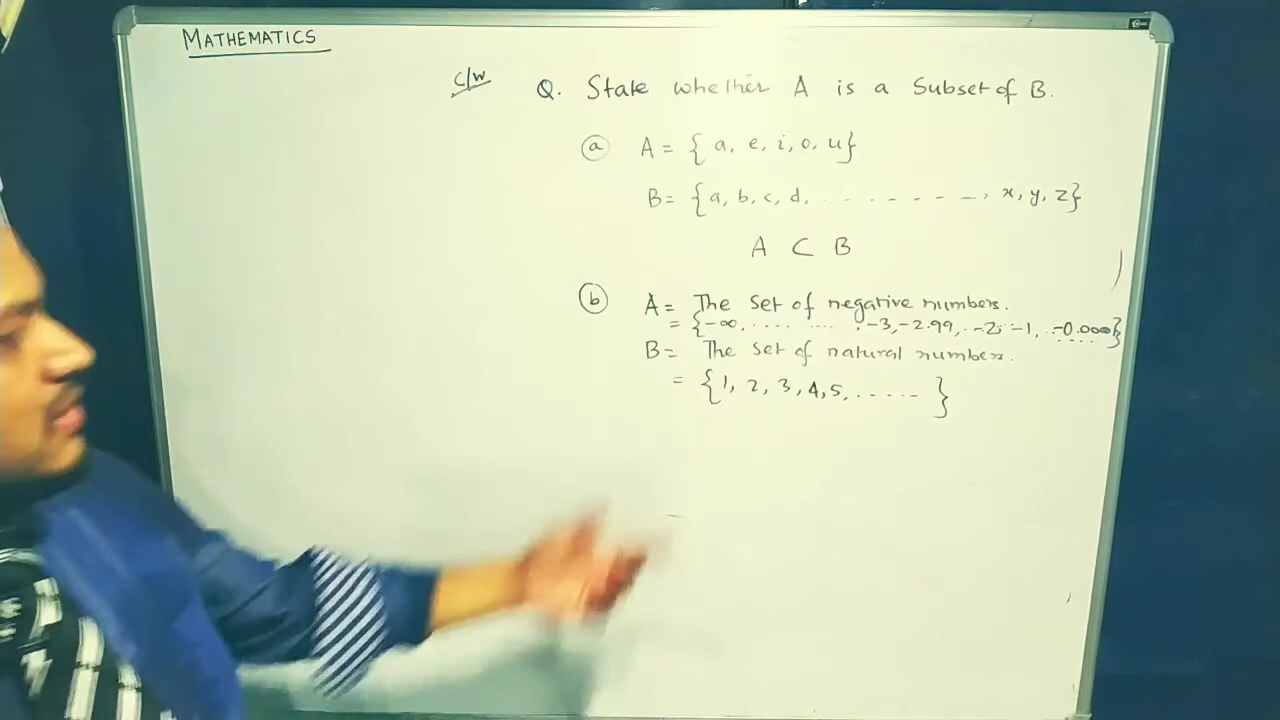 MATHEMATICS
C/W
Q. State whether A is a Subset of B.
(a) A = { a, e, i, o, u}
B = {a, b, c, d, . . . . - - - -, x, y, z}
A ⊂ B
(b) A = The Set of negative numbers.
= {-∞, ..... .... , -3, -2.99, ..-2, -1, ..-0.000}
B = The set of natural numbers.
= {1, 2, 3, 4, 5, ...... }